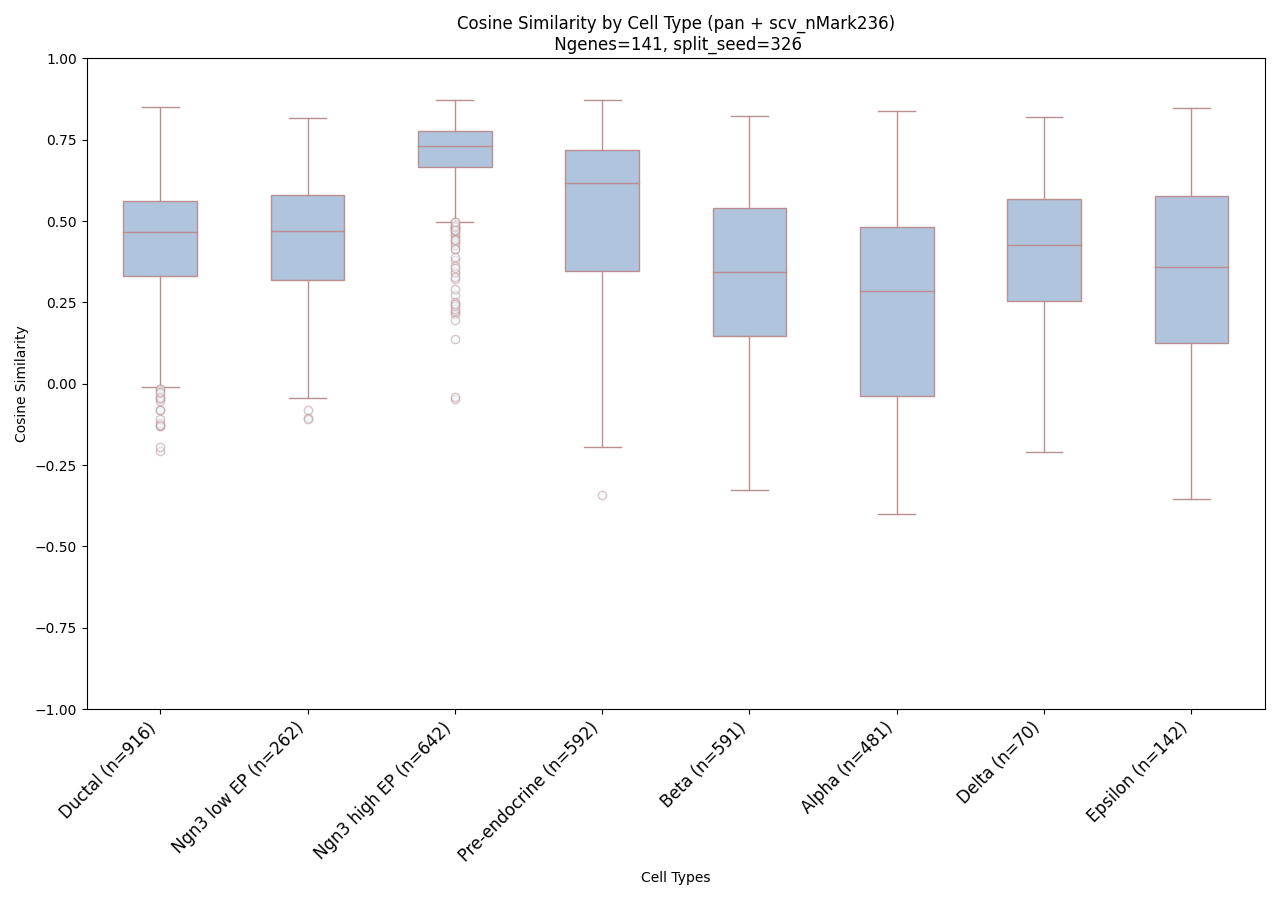 Cosine Similarity by Cell Type (pan + scv_nMark236)
Ngenes=141, split_seed=326
1.00
0.75
0.50
0.25
0.00
−0.25
−0.50
−0.75
−1.00
Cosine Similarity
Ductal (n=916)
Ngn3 low EP (n=262)
Ngn3 high EP (n=642)
Pre-endocrine (n=592)
Beta (n=591)
Alpha (n=481)
Delta (n=70)
Epsilon (n=142)
Cell Types